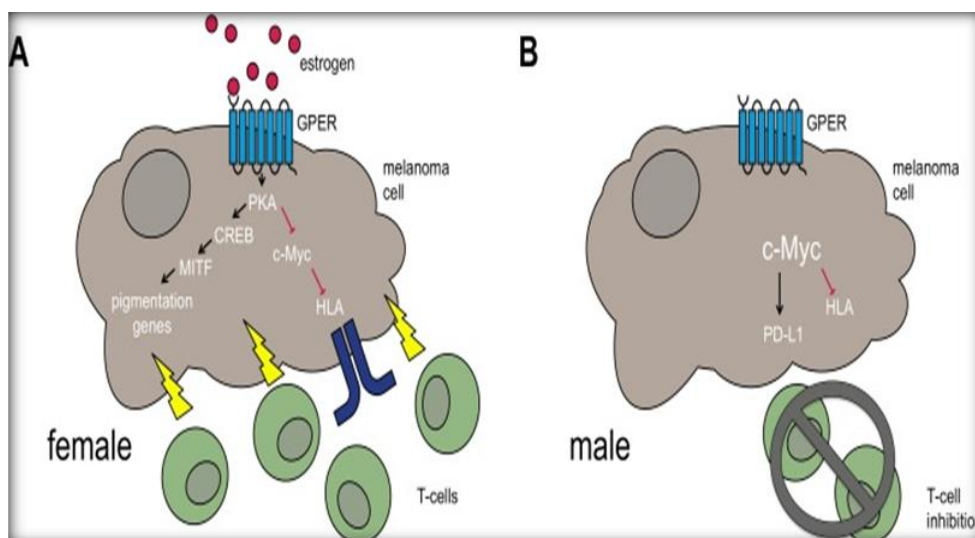 A
estrogen
GPER
melanoma
cell
PKA
CREB
c-Myc
MITF
HLA
pigmentation
genes
female
T-cells
B
GPER
melanoma
cell
c-Myc
HLA
PD-L1
male
T-cell
inhibitio